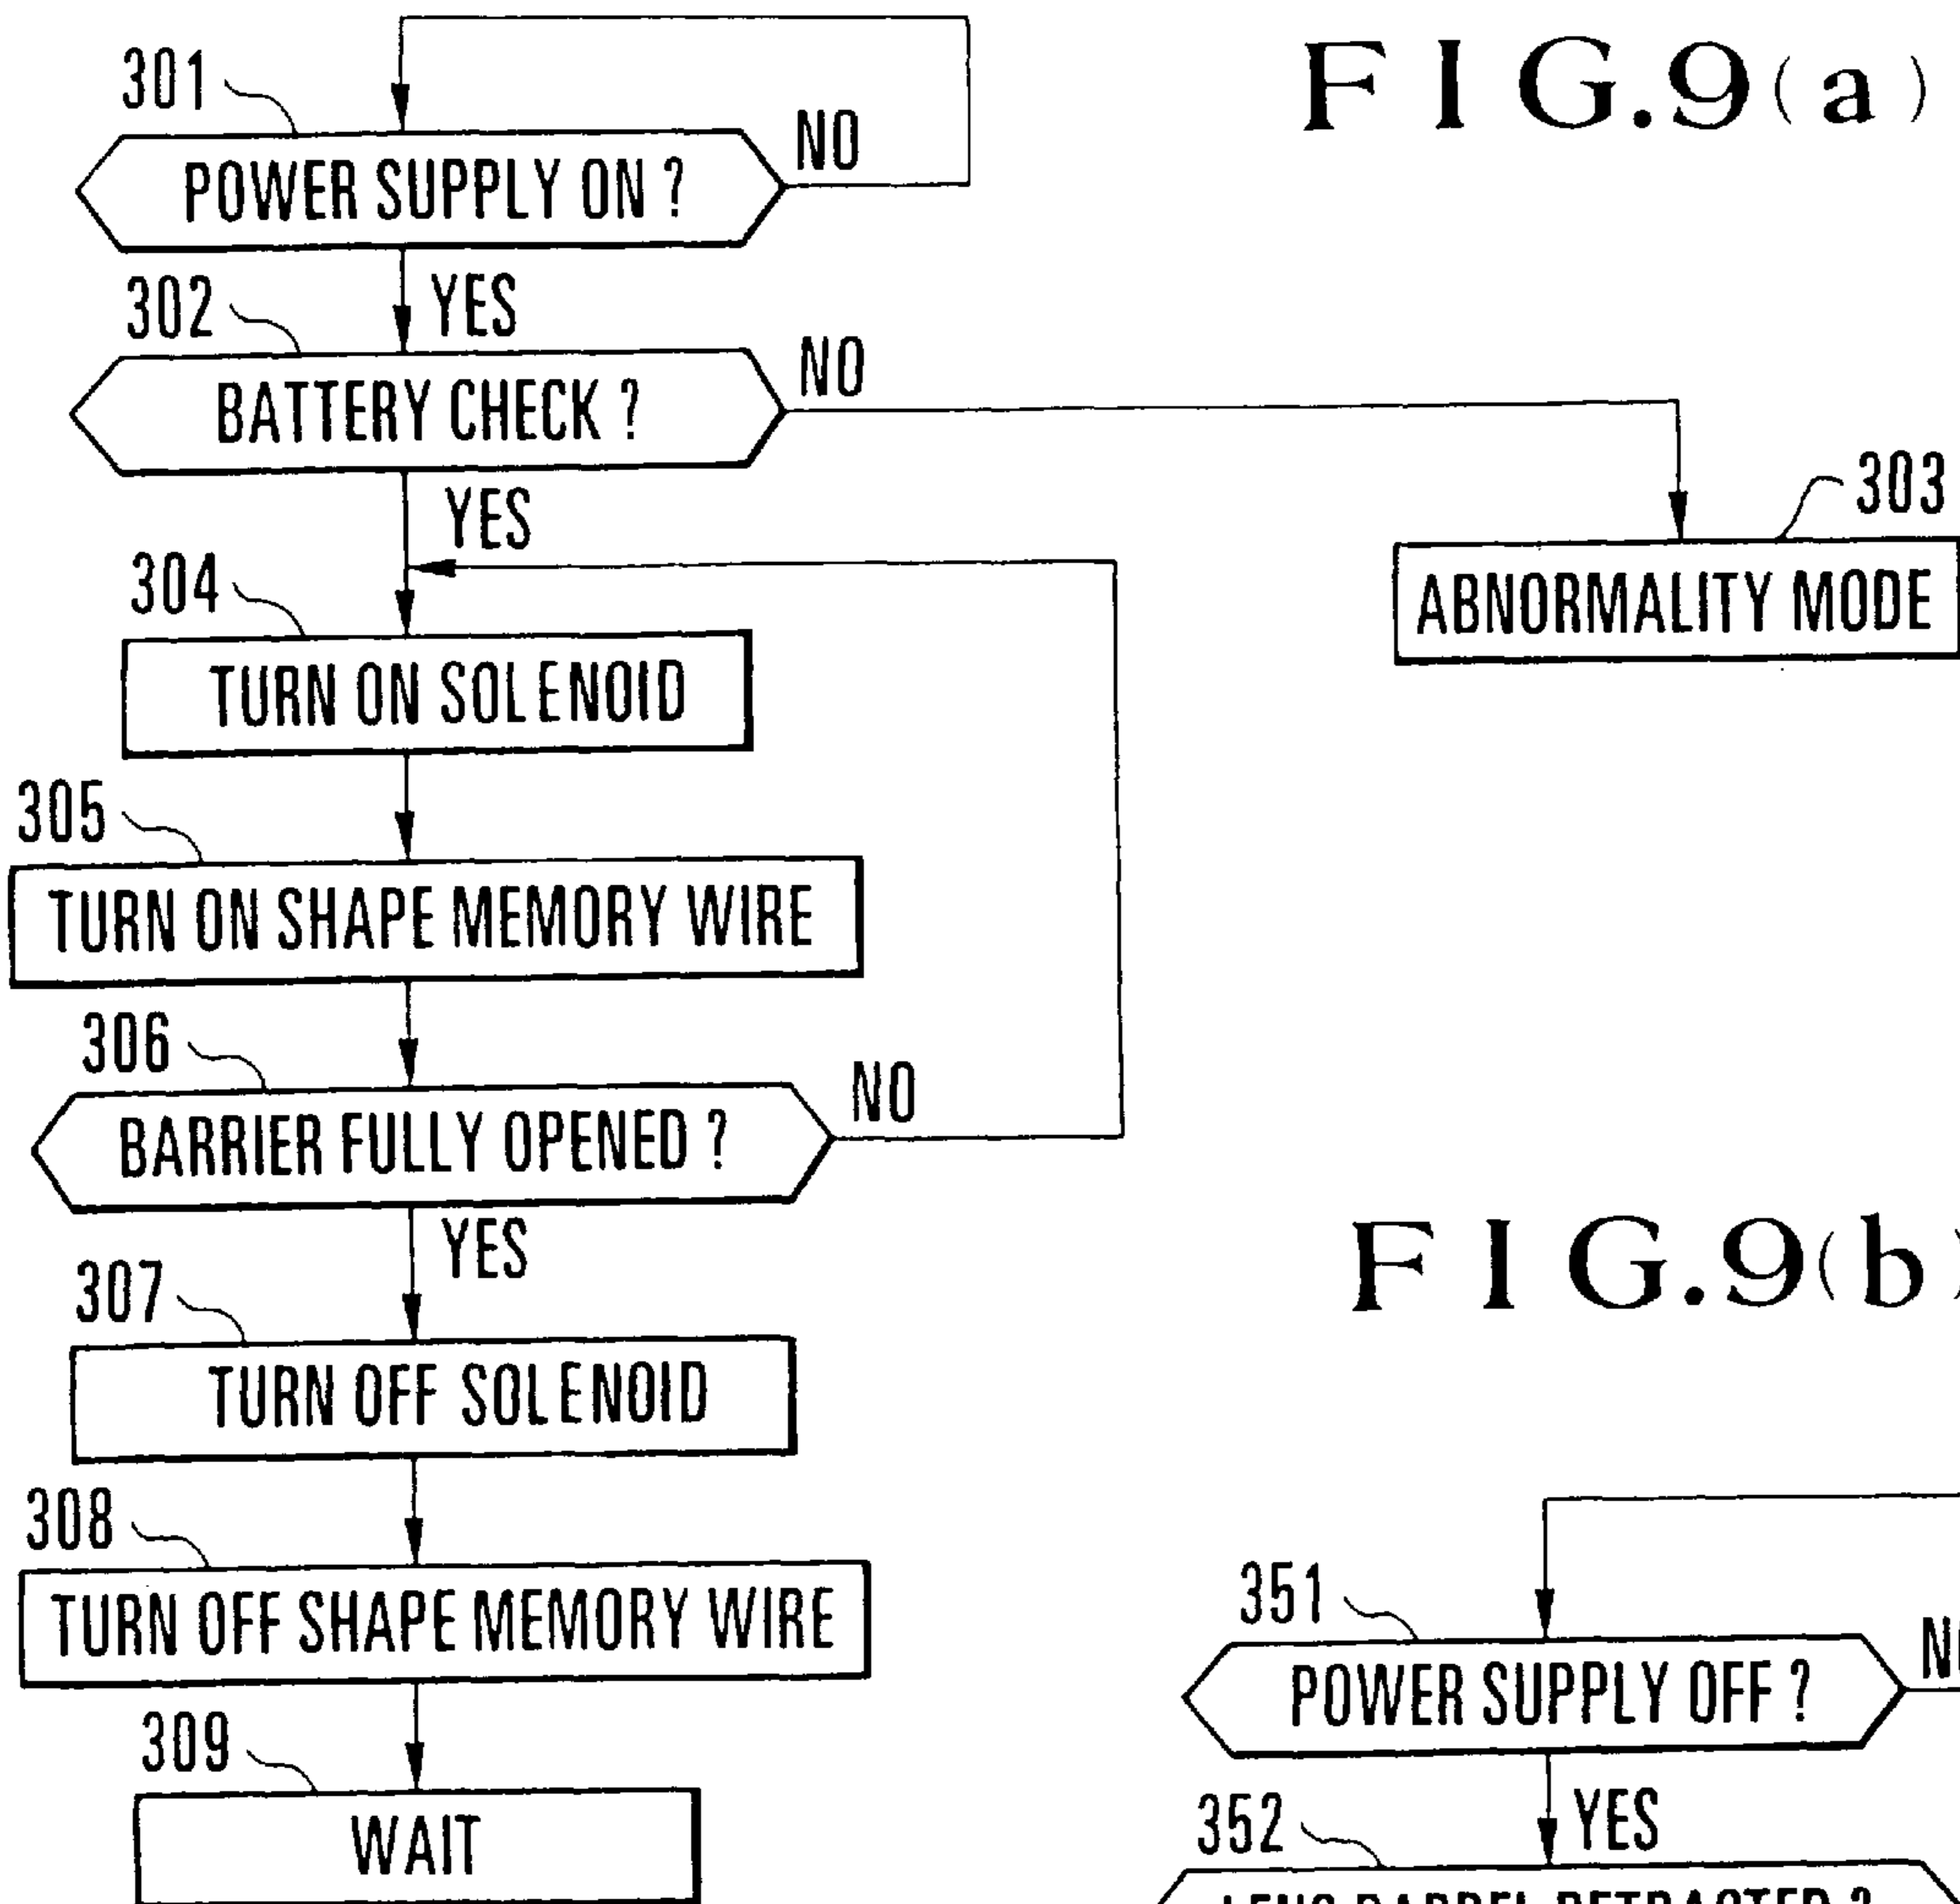 FIG.9(a)
301
POWER SUPPLY ON ?
NO
YES
302
BATTERY CHECK ?
NO
YES
303
ABNORMALITY MODE
304
TURN ON SOLENOID
305
TURN ON SHAPE MEMORY WIRE
306
BARRIER FULLY OPENED ?
NO
YES
307
TURN OFF SOLENOID
308
TURN OFF SHAPE MEMORY WIRE
309
WAIT
FIG.9(b)
351
POWER SUPPLY OFF ?
YES
352